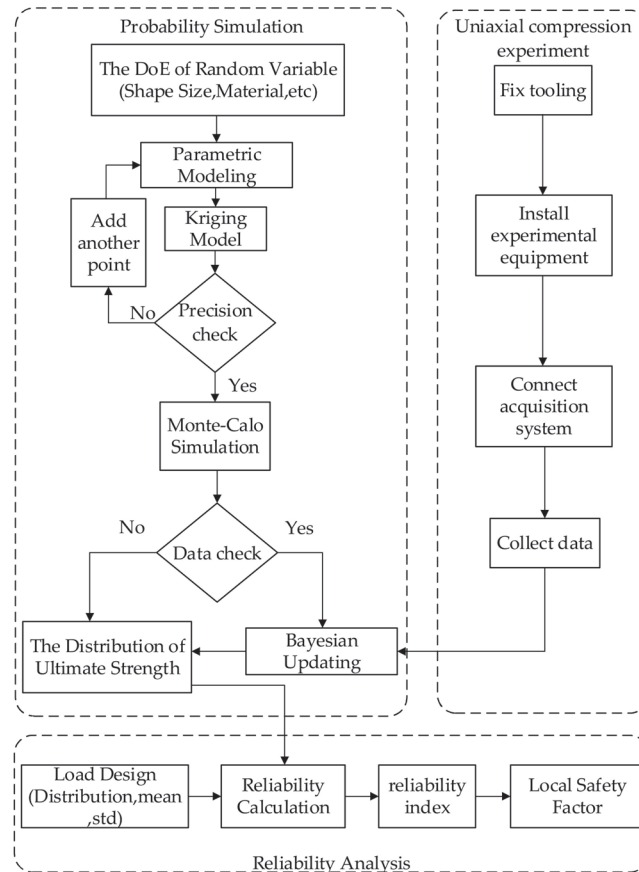 Probability Simulation
The DoE of Random Variable
(Shape Size,Material,etc)
Parametric
Modeling
Kriging
Model
Add
another
point
No
Precision
check
Yes
Monte-Calo
Simulation
No
Yes
Data check
The Distribution of
Ultimate Strength
Bayesian
Updating
Uniaxial compression
experiment
Fix tooling
Install
experimental
equipment
Connect
acquisition
system
Collect data
Load Design
(Distribution,mean
,std)
Reliability
Calculation
reliability
index
Local Safety
Factor
Reliability Analysis